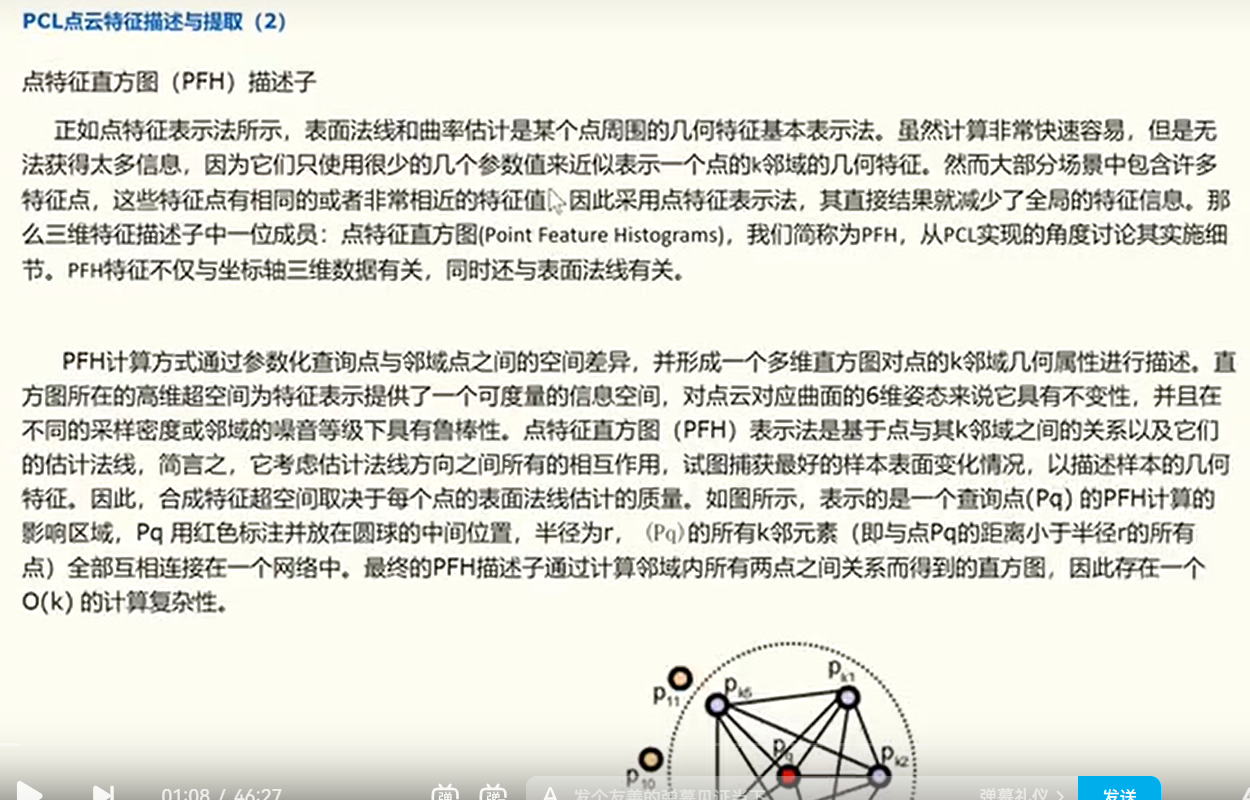 PCL点云特征描述与提取（2）
点特征直方图（PFH）描述子
正如点特征表示法所示，表面法线和曲率估计是某个点周围的几何特征基本表示法。虽然计算非常快速容易，但是无
法获得太多信息，因为它们只使用很少的几个参数值来近似表示一个点的k邻域的几何特征。然而大部分场景中包含许多
特征点，这些特征点有相同的或者非常相近的特征值，因此采用点特征表示法，其直接结果就减少了全局的特征信息。那
么三维特征描述子中一位成员：点特征直方图(Point Feature Histograms)，我们简称为PFH，从PCL实现的角度讨论其实施细
节。PFH特征不仅与坐标轴三维数据有关，同时还与表面法线有关。
PFH计算方式通过参数化查询点与邻域点之间的空间差异，并形成一个多维直方图对点的k邻域几何属性进行描述。直
方图所在的高维超空间为特征表示提供了一个可度量的信息空间，对点云对应曲面的6维姿态来说它具有不变性，并且在
不同的采样密度或邻域的噪音等级下具有鲁棒性。点特征直方图（PFH）表示法是基于点与其k邻域之间的关系以及它们
的估计法线，简言之，它考虑估计法线方向之间所有的相互作用，试图捕获最好的样本表面变化情况，以描述样本的几何
特征。因此，合成特征超空间取决于每个点的表面法线估计的质量。如图所示，表示的是一个查询点(Pq) 的PFH计算的
影响区域，Pq 用红色标注并放在圆球的中间位置，半径为r， （Pq)的所有k邻元素（即与点Pq的距离小于半径r的所有
点）全部互相连接在一个网络中。最终的PFH描述子通过计算邻域内所有两点之间关系而得到的直方图，因此存在一个
O(k) 的计算复杂性。
p11
pk5
pk1
pq
pk2
p10
01:08 / 46:27
弹
弹
A
发个友善的弹幕见证当下
弹幕礼仪 >
发送